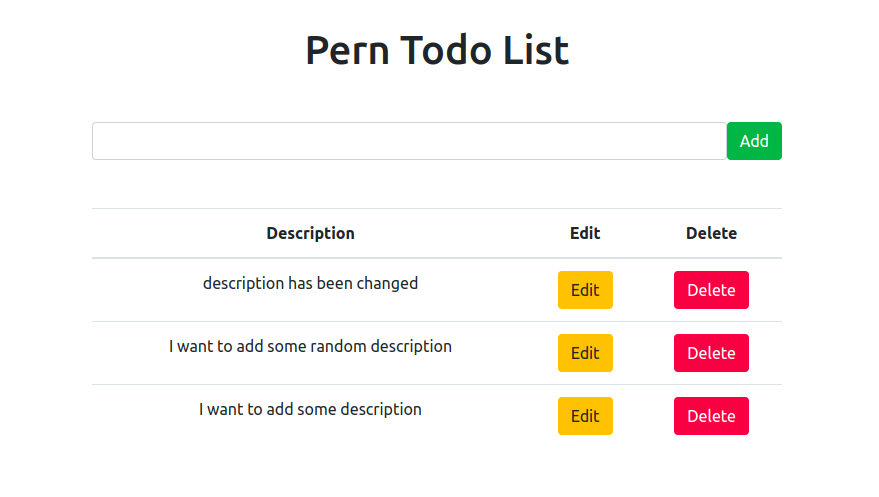 Pern Todo List
Add
Description Edit Delete
description has been changed Edit Delete
I want to add some random description Edit Delete
I want to add some description Edit Delete